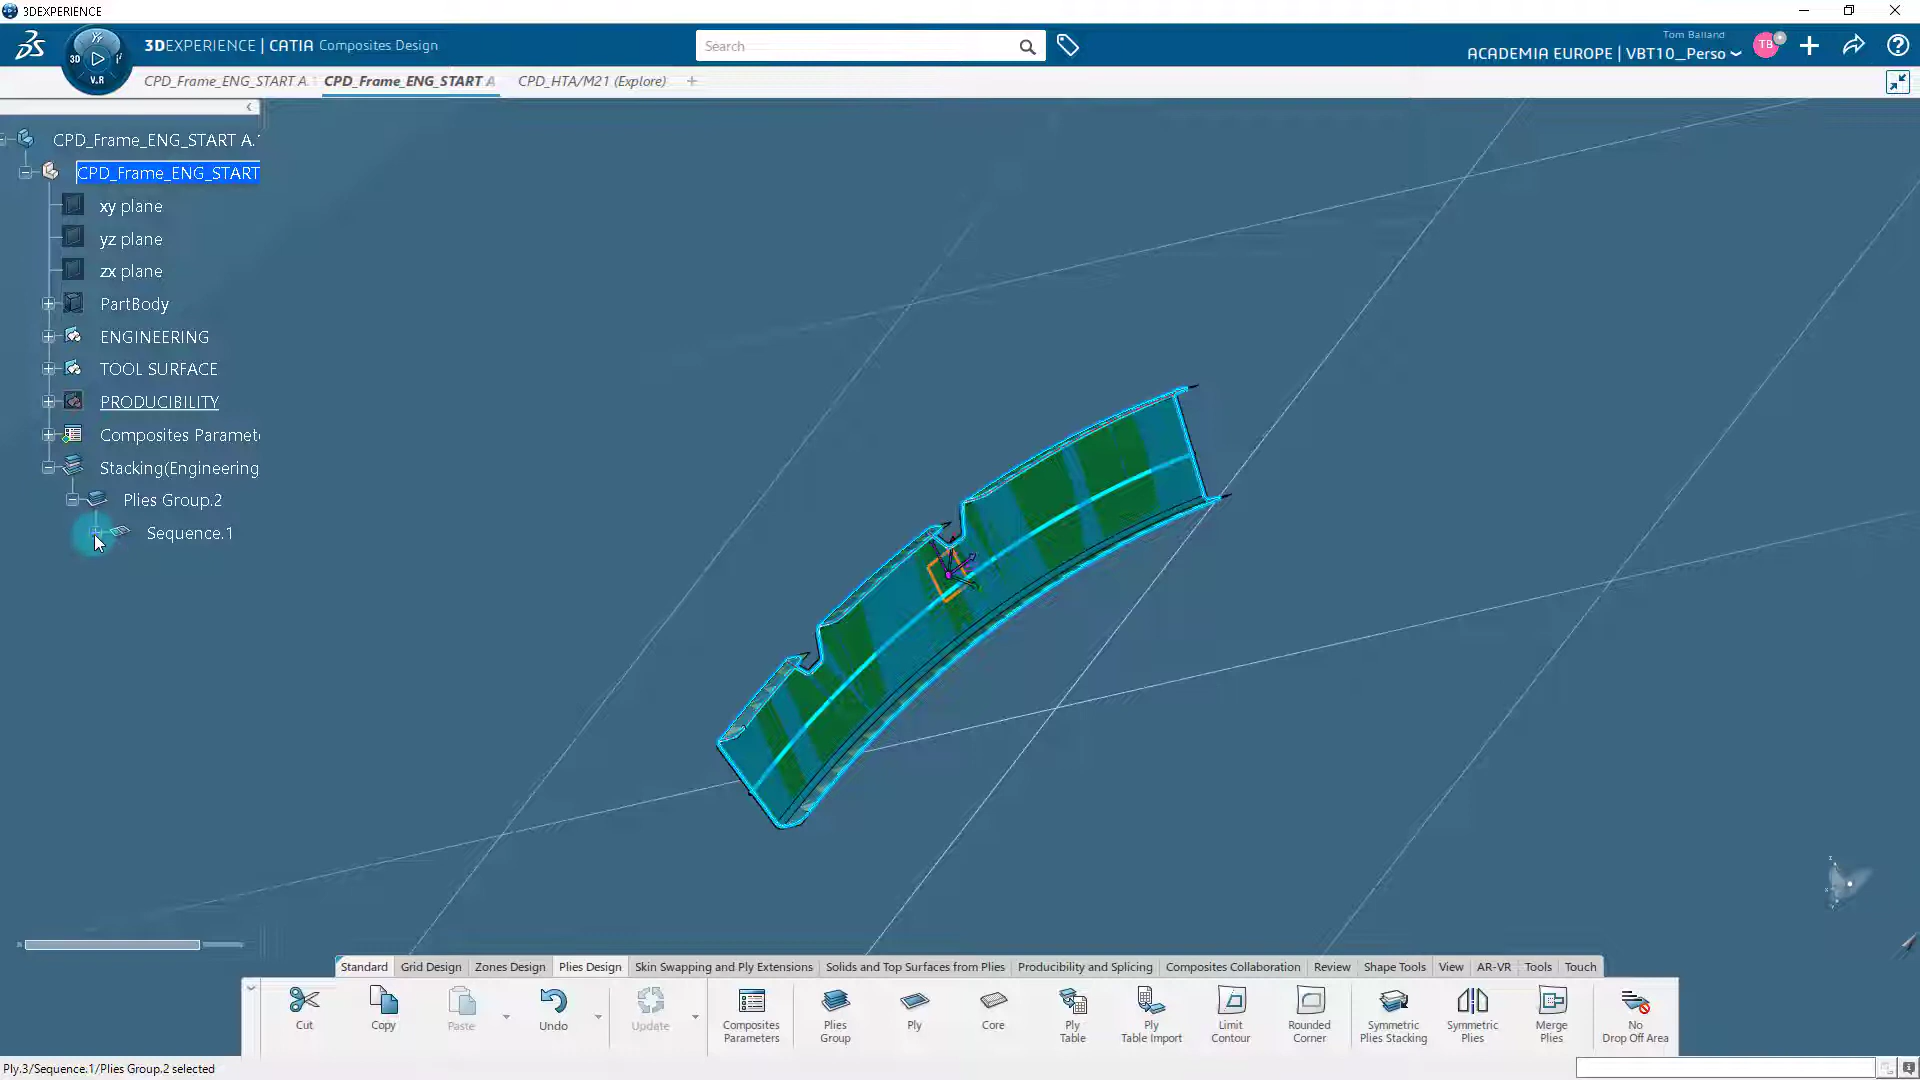 3DEXPERIENCE
3DEXPERIENCE | CATIA Composites Design
Search
Tom Balland
ACADEMIA EUROPE | VBT10_Perso
TB
3D
V.R
CPD_Frame_ENG_START A.
CPD_Frame_ENG_START A
CPD_HTA/M21 (Explore)
CPD_Frame_ENG_START A.
CPD_Frame_ENG_START
xy plane
yz plane
zx plane
PartBody
ENGINEERING
TOOL SURFACE
PRODUCIBILITY
Composites Paramet
Stacking(Engineering
Plies Group.2
Sequence.1
Standard
Grid Design
Zones Design
Plies Design
Skin Swapping and Ply Extensions
Solids and Top Surfaces from Plies
Producibility and Splicing
Composites Collaboration
Review
Shape Tools
View
AR-VR
Tools
Touch
Cut
Copy
Paste
Undo
Update
Composites
Parameters
Plies
Group
Ply
Core
Ply
Table
Ply
Table Import
Limit
Contour
Rounded
Corner
Symmetric
Plies Stacking
Symmetric
Plies
Merge
Plies
No
Drop Off Area
Ply.3/Sequence.1/Plies Group.2 selected